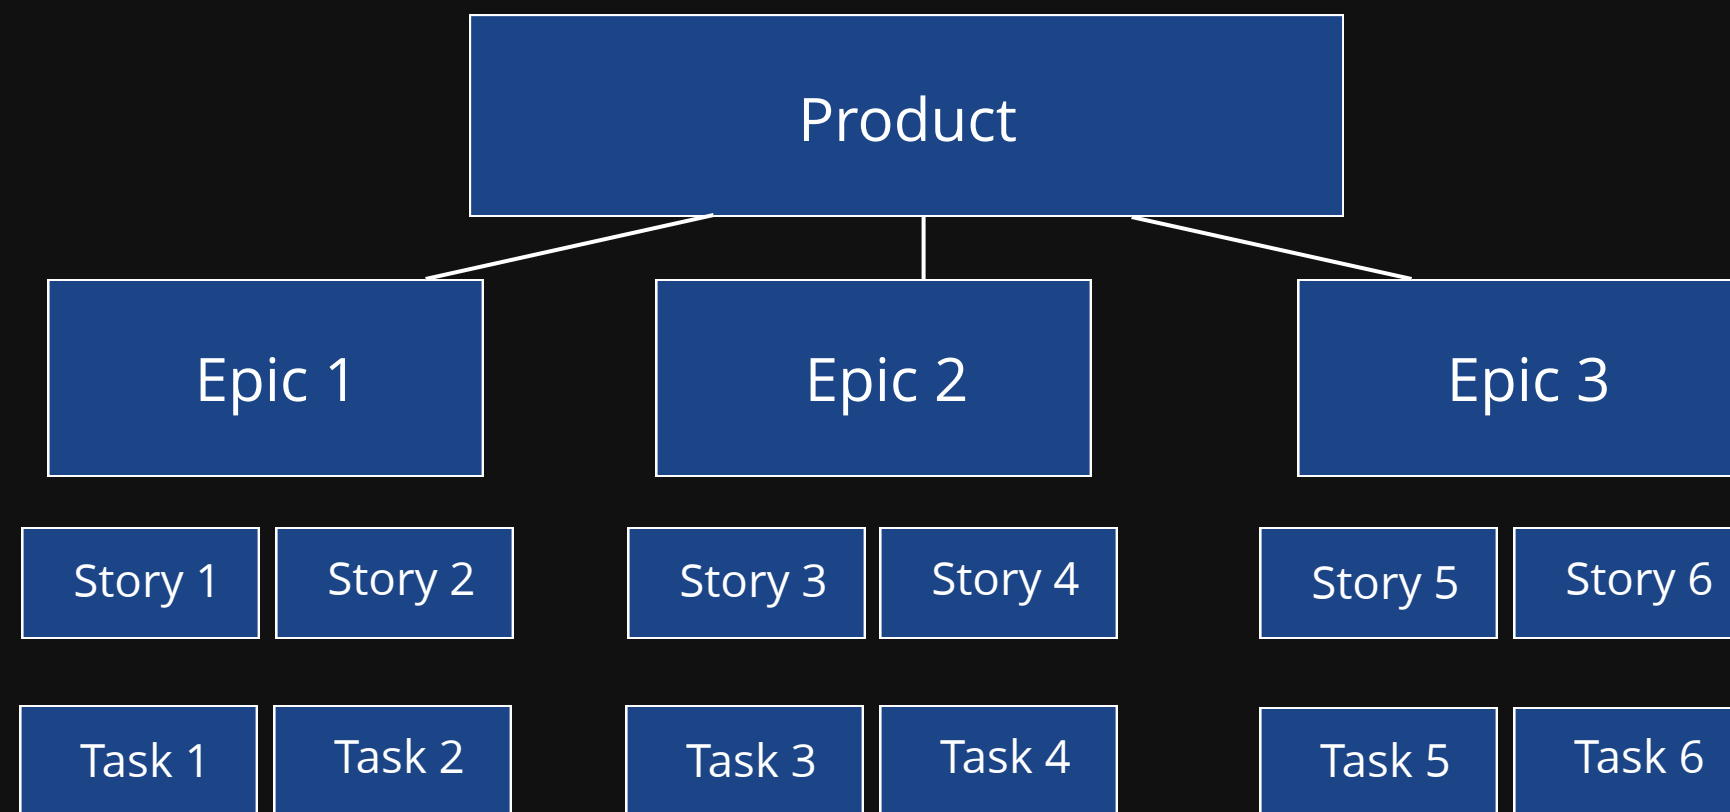 Product
Epic 1
Epic 2
Epic 3
Story 1
Story 2
Story 3
Story 4
Story 5
Story 6
Task 1
Task 2
Task 3
Task 4
Task 5
Task 6